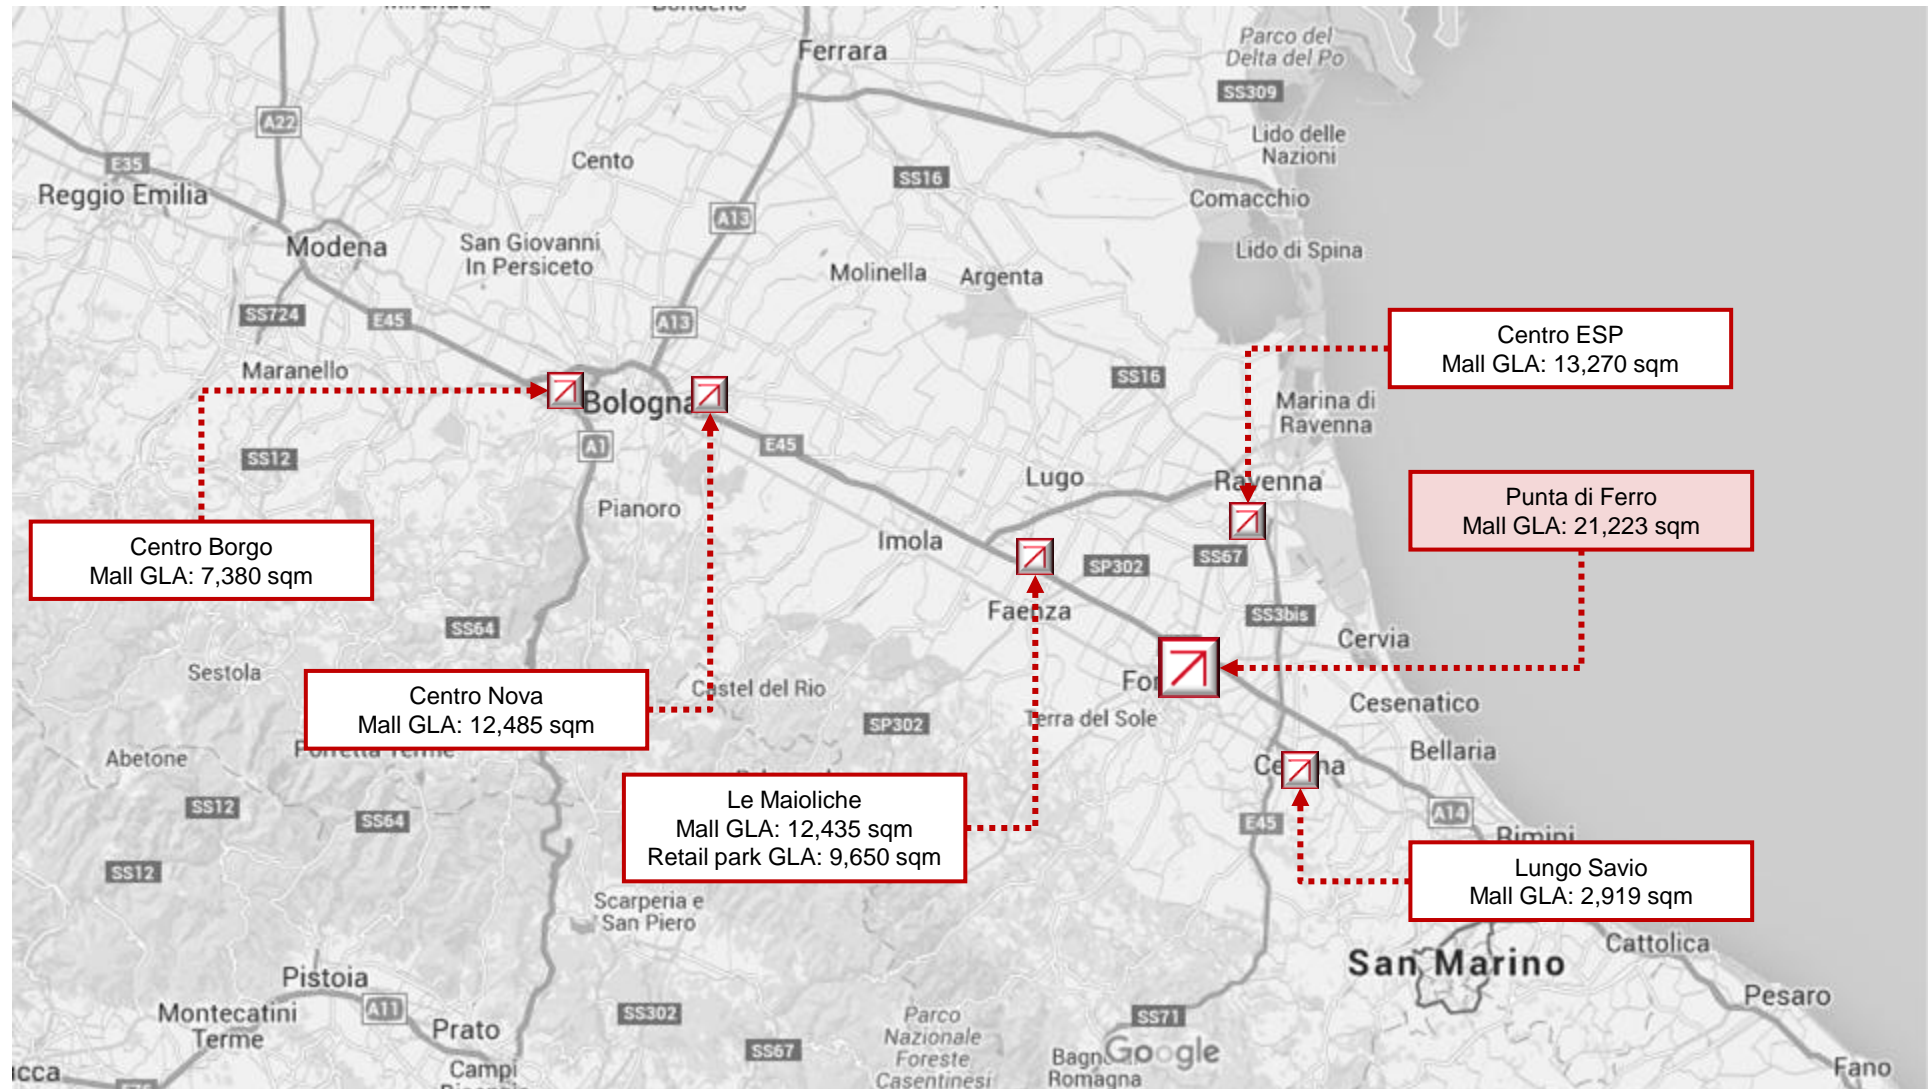 Ferrara
Parco del
Delta del Po
SS309
A22
Lido delle
Nazioni
E35
Cento
SS16
Reggio Emilia
Comacchio
A13
Modena
San Giovanni
In Persiceto
Lido di Spina
Molinella
Argenta
SS724
E45
A13
Centro ESP
Mall GLA: 13,270 sqm
Maranello
SS16
Bologna
Marina di
Ravenna
A1
E45
SS12
Lugo
Ravenna
Punta di Ferro
Mall GLA: 21,223 sqm
Pianoro
Imola
Centro Borgo
Mall GLA: 7,380 sqm
SP302
SS67
Faenza
SS3bis
SS64
Cervia
Sestola
Castel del Rio
Centro Nova
Mall GLA: 12,485 sqm
Cesenatico
SP302
Terra del Sole
Porretta Terme
Abetone
Bellaria
Cesena
Le Maioliche
Mall GLA: 12,435 sqm
Retail park GLA: 9,650 sqm
SS12
SS64
E45
A14
Rimini
SS12
Lungo Savio
Mall GLA: 2,919 sqm
Scarperia e
San Piero
Cattolica
San Marino
Pistoia
Pesaro
Montecatini
Terme
A11
Prato
SS302
Parco
Nazionale
Foreste
Casentinesi
SS71
SS67
Google
Romagna
Campi
Fano